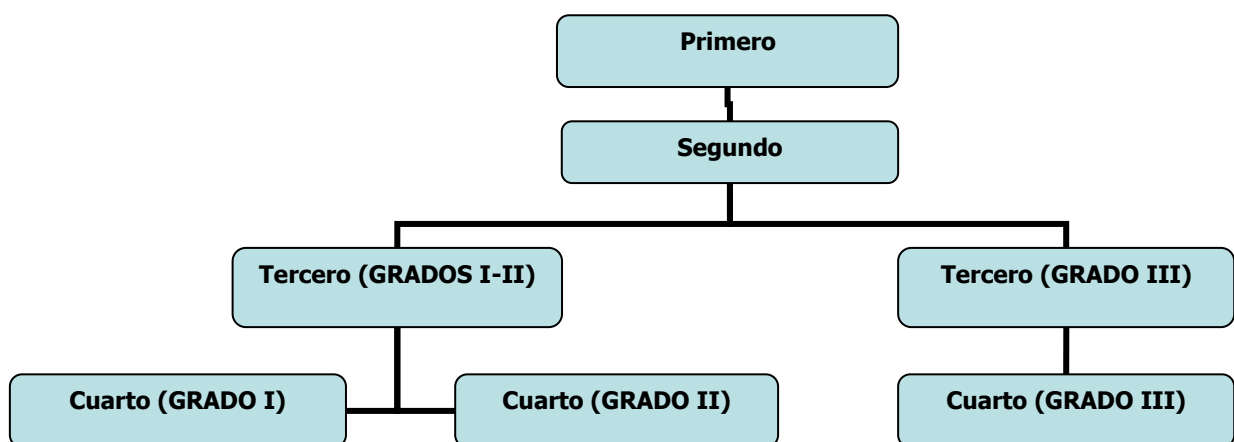 Primero
Segundo
Tercero (GRADOS I-II)
Tercero (GRADO III)
Cuarto (GRADO I)
Cuarto (GRADO II)
Cuarto (GRADO III)